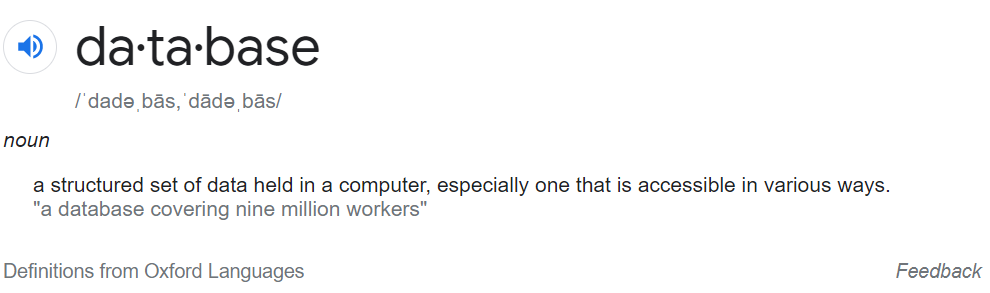 da·ta·base
/ˈdadəˌbās,ˈdādəˌbās/
noun
a structured set of data held in a computer, especially one that is accessible in various ways.
"a database covering nine million workers"
Definitions from Oxford Languages
Feedback